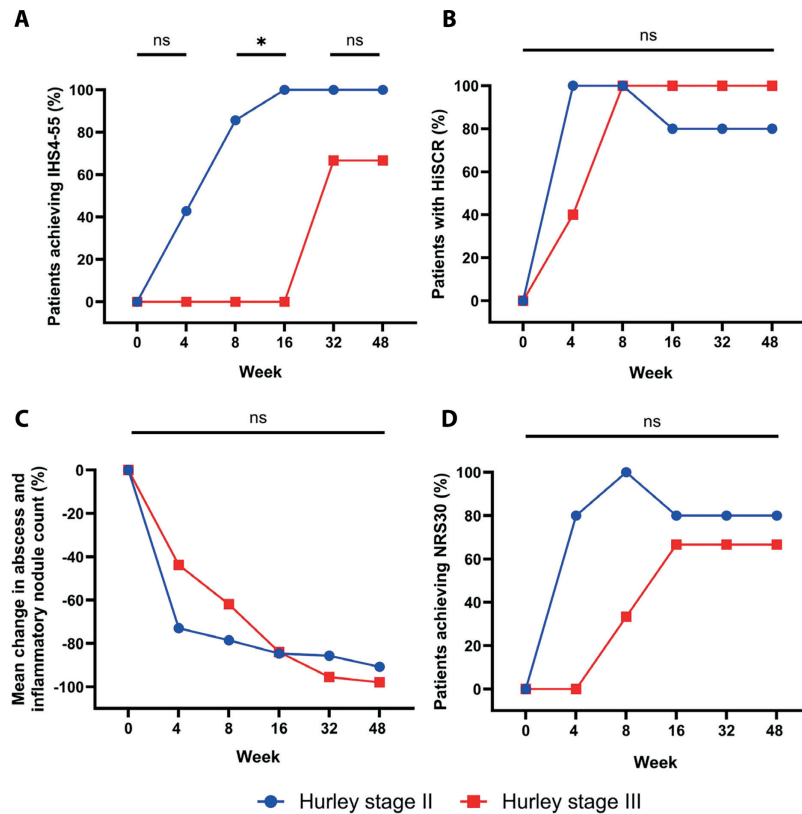 A
ns
*
ns
Patients achieving IHS4-55 (%)
100
80
60
40
20
0
0 4 8 16 32 48
Week
B
ns
Patients with HiSCR (%)
100
80
60
40
20
0
0 4 8 16 32 48
Week
C
ns
Mean change in abscess and
inflammatory nodule count (%)
0
-20
-40
-60
-80
-100
0 4 8 16 32 48
Week
D
ns
Patients achieving NRS30 (%)
100
80
60
40
20
0
0 4 8 16 32 48
Week
Hurley stage II
Hurley stage III